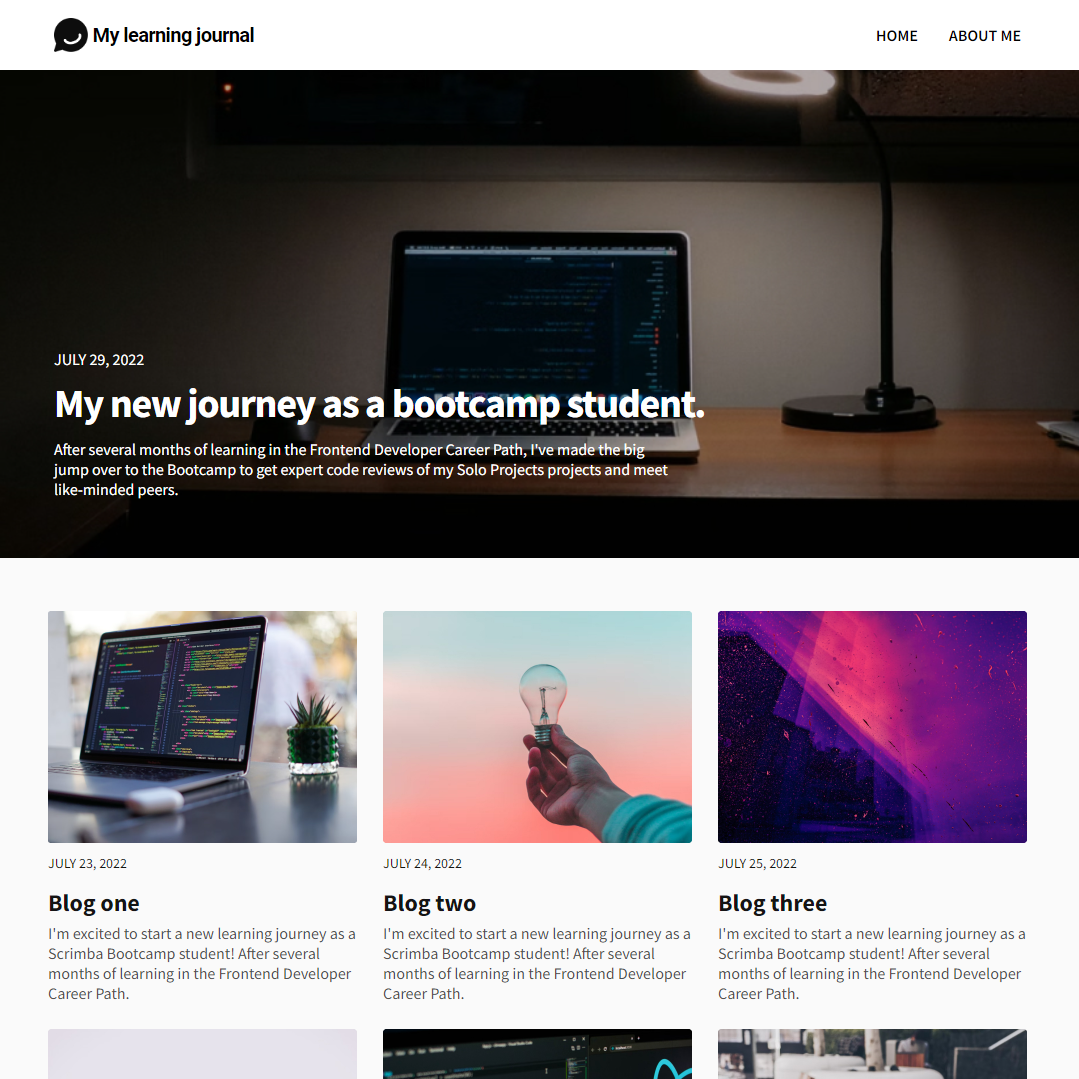 My learning journal
HOME
ABOUT ME
JULY 29, 2022
My new journey as a bootcamp student.
After several months of learning in the Frontend Developer Career Path, I've made the big
jump over to the Bootcamp to get expert code reviews of my Solo Projects projects and meet
like-minded peers.
JULY 23, 2022
Blog one
I'm excited to start a new learning journey as a
Scrimba Bootcamp student! After several
months of learning in the Frontend Developer
Career Path.
JULY 24, 2022
Blog two
I'm excited to start a new learning journey as a
Scrimba Bootcamp student! After several
months of learning in the Frontend Developer
Career Path.
JULY 25, 2022
Blog three
I'm excited to start a new learning journey as a
Scrimba Bootcamp student! After several
months of learning in the Frontend Developer
Career Path.